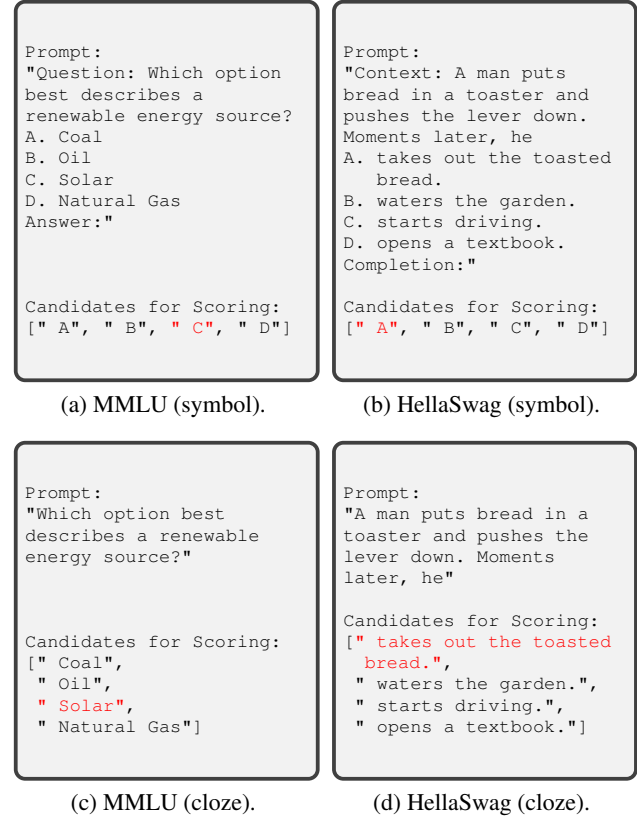 Prompt:
"Question: Which option
best describes a
renewable energy source?
A. Coal
B. Oil
C. Solar
D. Natural Gas
Answer:"
Candidates for Scoring:
[" A", " B", " C", " D"]
(a) MMLU (symbol).
Prompt:
"Context: A man puts
bread in a toaster and
pushes the lever down.
Moments later, he
A. takes out the toasted
bread.
B. waters the garden.
C. starts driving.
D. opens a textbook.
Completion:"
Candidates for Scoring:
[" A", " B", " C", " D"]
(b) HellaSwag (symbol).
Prompt:
"Which option best
describes a renewable
energy source?"
Candidates for Scoring:
[" Coal",
" Oil",
" Solar",
" Natural Gas"]
(c) MMLU (cloze).
Prompt:
"A man puts bread in a
toaster and pushes the
lever down. Moments
later, he"
Candidates for Scoring:
[" takes out the toasted
bread.",
" waters the garden.",
" starts driving.",
" opens a textbook."]
(d) HellaSwag (cloze).